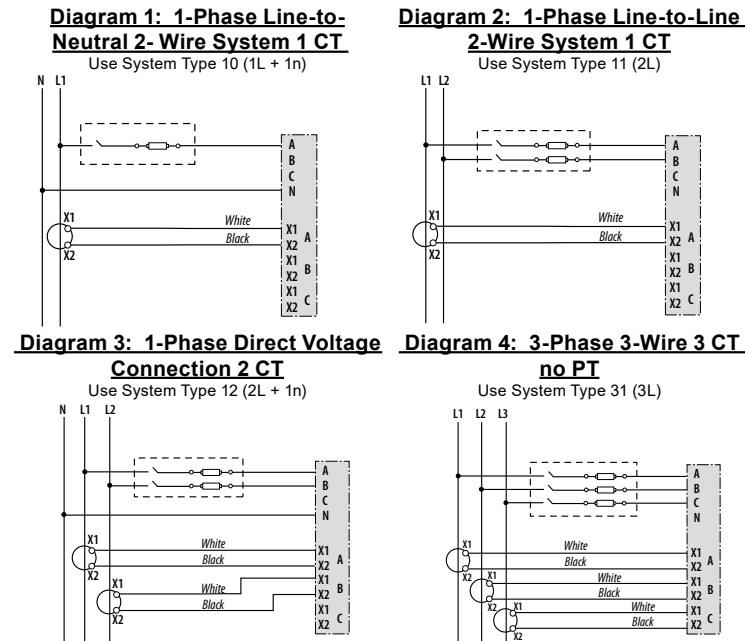 Diagram 1: 1-Phase Line-to-
Neutral 2- Wire System 1 CT
Use System Type 10 (1L + 1n)
N L1
A
B
C
N
X1
White
X1
Black
X2
A
X2
X1
X2
B
X1
X2
C
Diagram 2: 1-Phase Line-to-Line
2-Wire System 1 CT
Use System Type 11 (2L)
L1 L2
A
B
C
N
X1
White
X1
Black
X2
A
X2
X1
X2
B
X1
X2
C
Diagram 3: 1-Phase Direct Voltage
Connection 2 CT
Use System Type 12 (2L + 1n)
N L1 L2
A
B
C
N
X1
White
X1
Black
X2
A
X2
X1
X1
White
B
Black
X2
X2
X1
X2
C
Diagram 4: 3-Phase 3-Wire 3 CT
no PT
Use System Type 31 (3L)
L1 L2 L3
A
B
C
N
X1
White
X1
Black
X2
A
X2
X1
White
X1
Black
X2
B
X2
X1
White
X1
Black
X2
C
X2